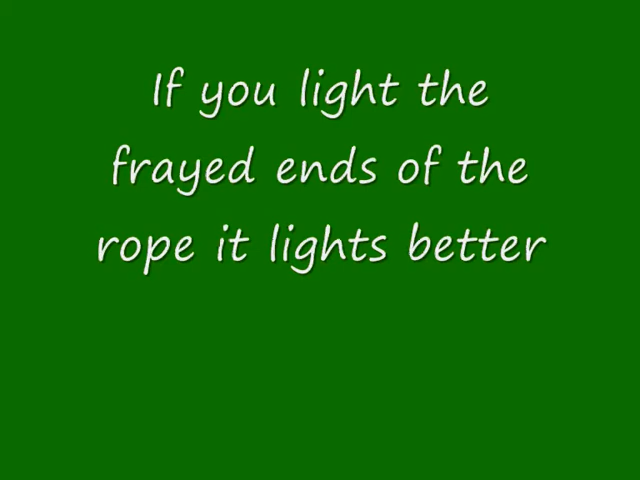 If you light the
frayed ends of the
rope it lights better